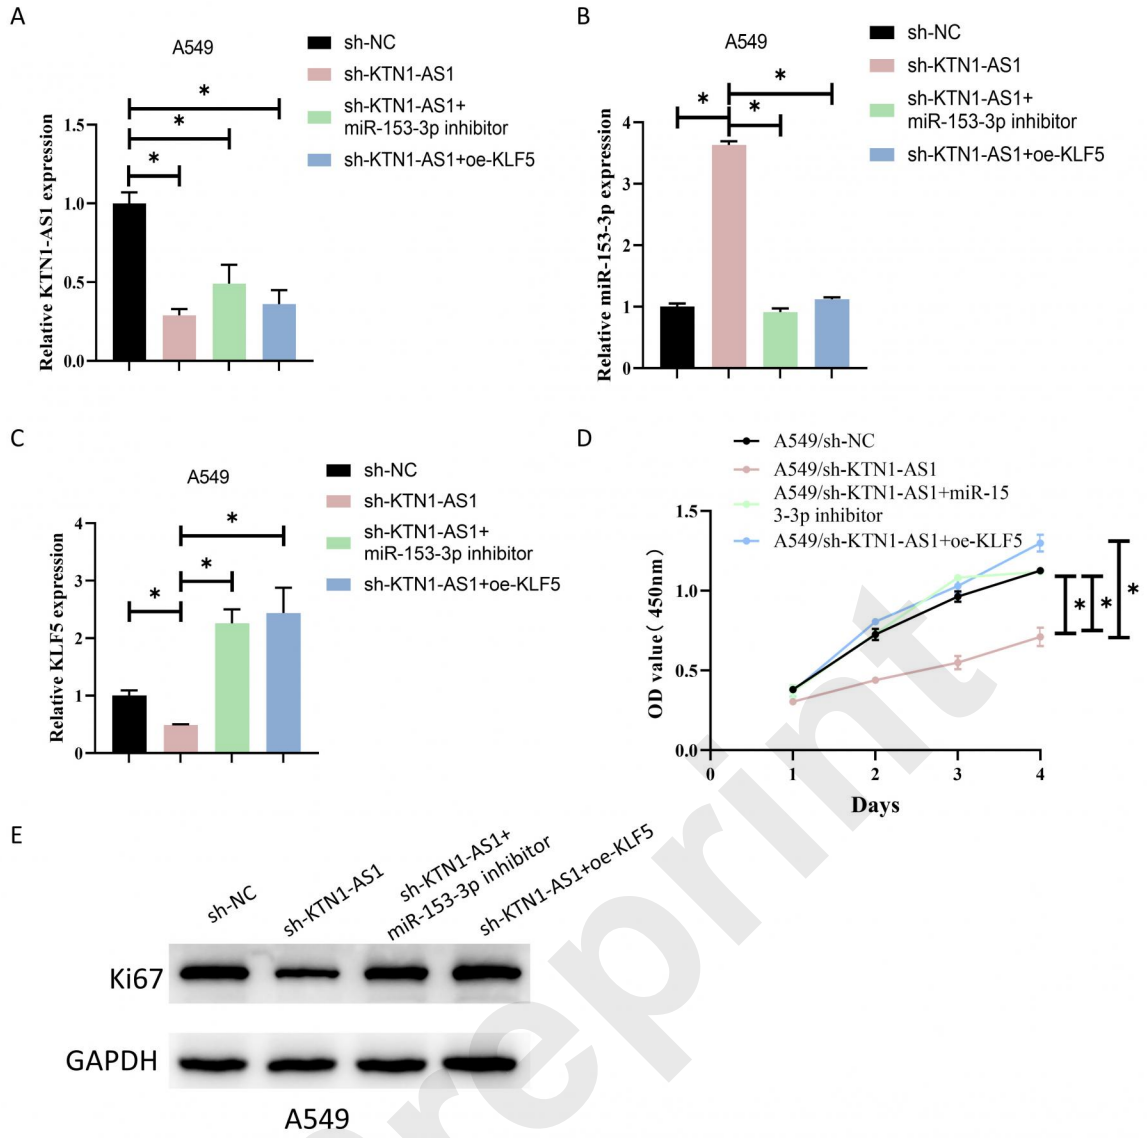 A
A549
sh-NC
sh-KTN1-AS1
sh-KTN1-AS1+
miR-153-3p inhibitor
sh-KTN1-AS1+oe-KLF5
Relative KTN1-AS1 expression
1.5
1.0
0.5
0.0
*
*
*
B
A549
sh-NC
sh-KTN1-AS1
sh-KTN1-AS1+
miR-153-3p inhibitor
sh-KTN1-AS1+oe-KLF5
Relative miR-153-3p expression
4
3
2
1
0
*
*
*
C
A549
sh-NC
sh-KTN1-AS1
sh-KTN1-AS1+
miR-153-3p inhibitor
sh-KTN1-AS1+oe-KLF5
Relative KLF5 expression
4
3
2
1
0
*
*
*
D
A549/sh-NC
A549/sh-KTN1-AS1
A549/sh-KTN1-AS1+miR-15
3-3p inhibitor
A549/sh-KTN1-AS1+oe-KLF5
OD value( 450nm)
1.5
1.0
0.5
0.0
0 1 2 3 4
Days
*
*
*
E
sh-NC
sh-KTN1-AS1
sh-KTN1-AS1+
miR-153-3p inhibitor
sh-KTN1-AS1+oe-KLF5
Ki67
GAPDH
A549
preprint